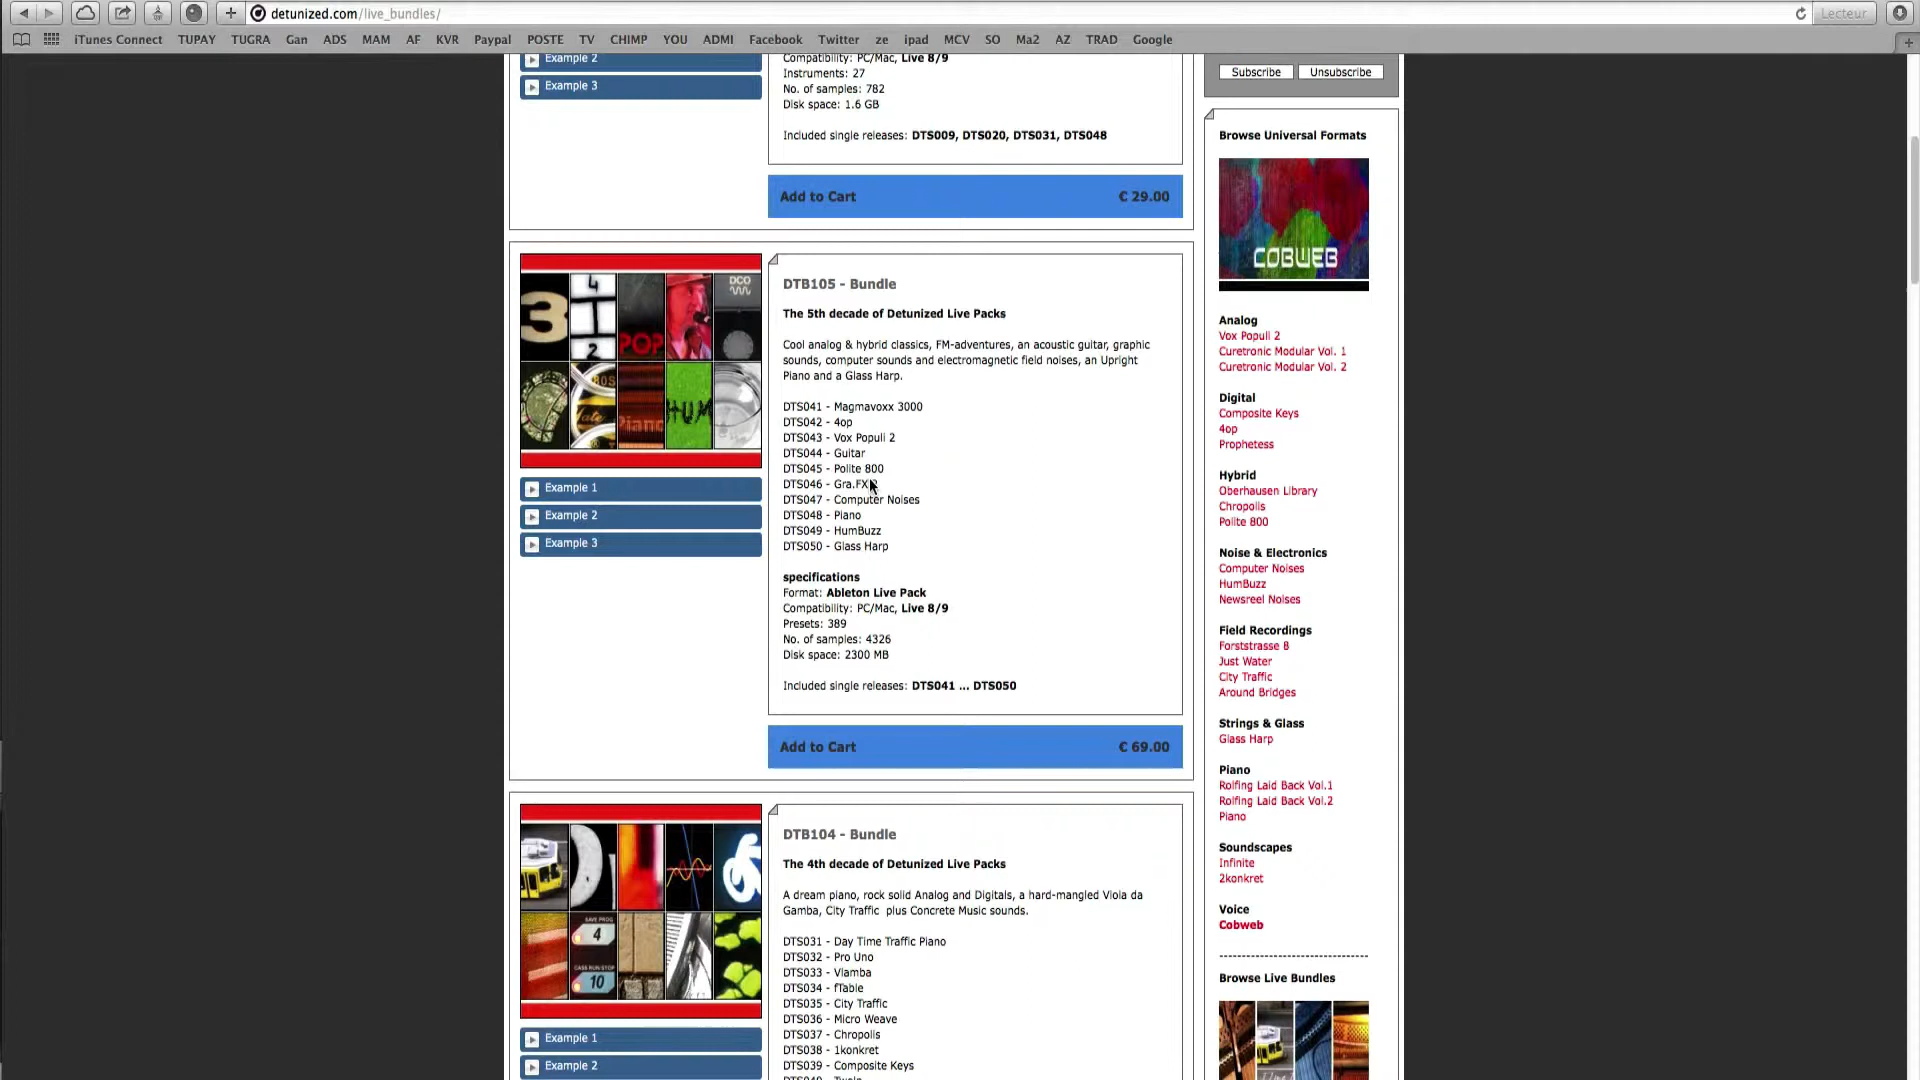 detunized.com/live_bundles/
Lecteur
iTunes Connect TUPAY TUGRA Gan ADS MAM AF KVR Paypal POSTE TV CHIMP YOU ADMI Facebook Twitter ze ipad MCV SO Ma2 AZ TRAD Google
Example 2
Example 3
Compatibility: PC/Mac, Live 8/9
Instruments: 27
No. of samples: 782
Disk space: 1.6 GB
Included single releases: DTS009, DTS020, DTS031, DTS048
Add to Cart € 29.00
3
4
2
POP
DCO
Piano
HUM
Example 1
Example 2
Example 3
DTB105 - Bundle
The 5th decade of Detunized Live Packs
Cool analog & hybrid classics, FM-adventures, an acoustic guitar, graphic
sounds, computer sounds and electromagnetic field noises, an Upright
Piano and a Glass Harp.
DTS041 - Magmavoxx 3000
DTS042 - 4op
DTS043 - Vox Populi 2
DTS044 - Guitar
DTS045 - Polite 800
DTS046 - Gra.FX
DTS047 - Computer Noises
DTS048 - Piano
DTS049 - HumBuzz
DTS050 - Glass Harp
specifications
Format: Ableton Live Pack
Compatibility: PC/Mac, Live 8/9
Presets: 389
No. of samples: 4326
Disk space: 2300 MB
Included single releases: DTS041 ... DTS050
Add to Cart € 69.00
SAVE PROG
4
10
Example 1
Example 2
DTB104 - Bundle
The 4th decade of Detunized Live Packs
A dream piano, rock solid Analog and Digitals, a hard-mangled Viola da
Gamba, City Traffic plus Concrete Music sounds.
DTS031 - Day Time Traffic Piano
DTS032 - Pro Uno
DTS033 - Vlamba
DTS034 - fTable
DTS035 - City Traffic
DTS036 - Micro Weave
DTS037 - Chropolis
DTS038 - 1konkret
DTS039 - Composite Keys
Subscribe Unsubscribe
Browse Universal Formats
COBWEB
Analog
Vox Populi 2
Curetronic Modular Vol. 1
Curetronic Modular Vol. 2
Digital
Composite Keys
4op
Prophetess
Hybrid
Oberhausen Library
Chropolis
Polite 800
Noise & Electronics
Computer Noises
HumBuzz
Newsreel Noises
Field Recordings
Forststrasse 8
Just Water
City Traffic
Around Bridges
Strings & Glass
Glass Harp
Piano
Rolfing Laid Back Vol.1
Rolfing Laid Back Vol.2
Piano
Soundscapes
Infinite
2konkret
Voice
Cobweb
Browse Live Bundles